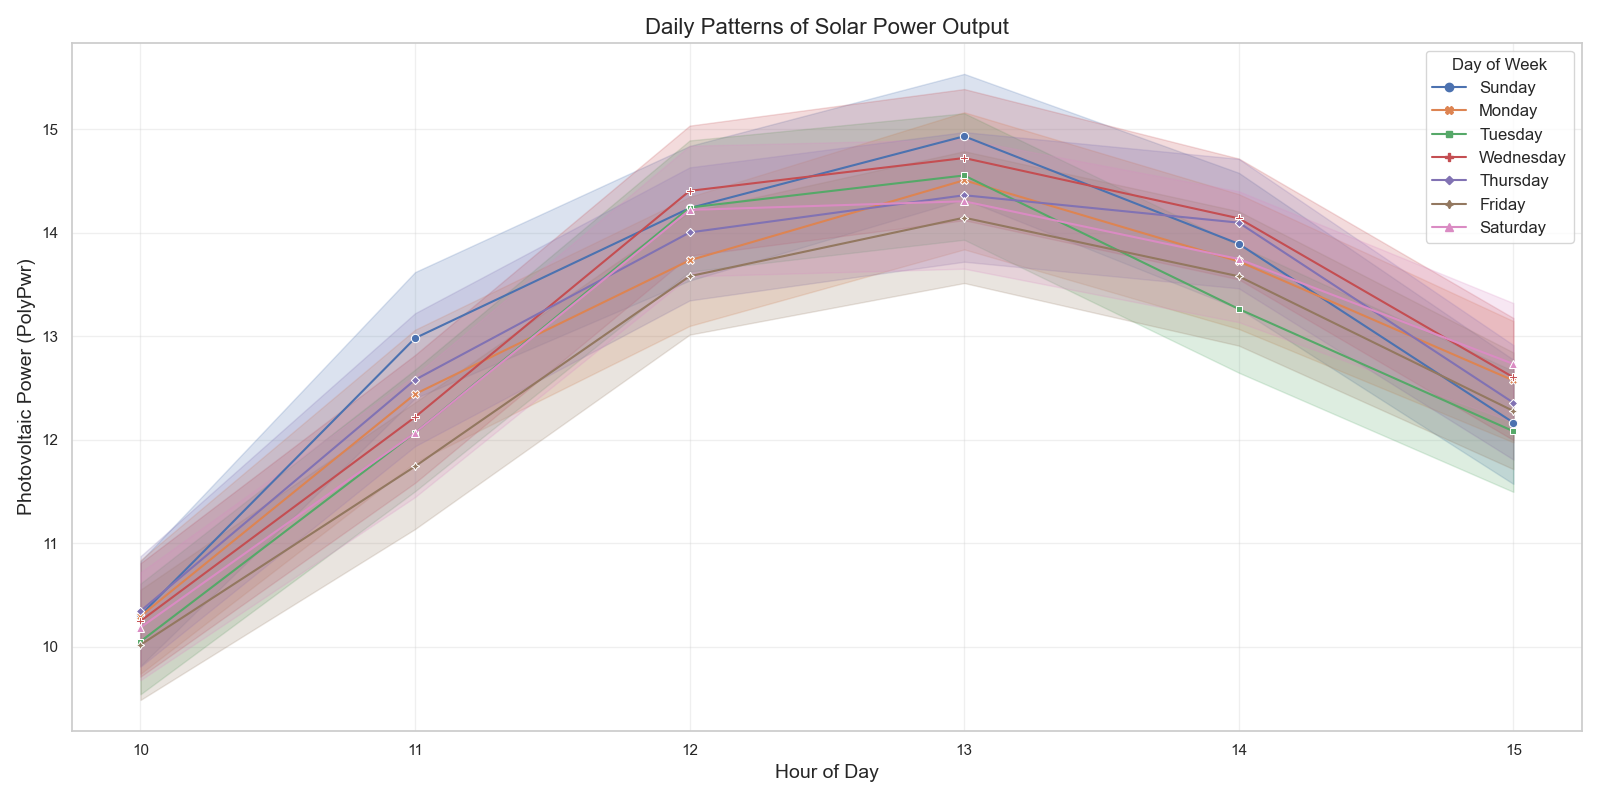 Daily Patterns of Solar Power Output
Photovoltaic Power (PolyPwr)
15
14
13
12
11
10
10 11 12 13 14 15
Hour of Day
Day of Week
Sunday
Monday
Tuesday
Wednesday
Thursday
Friday
Saturday